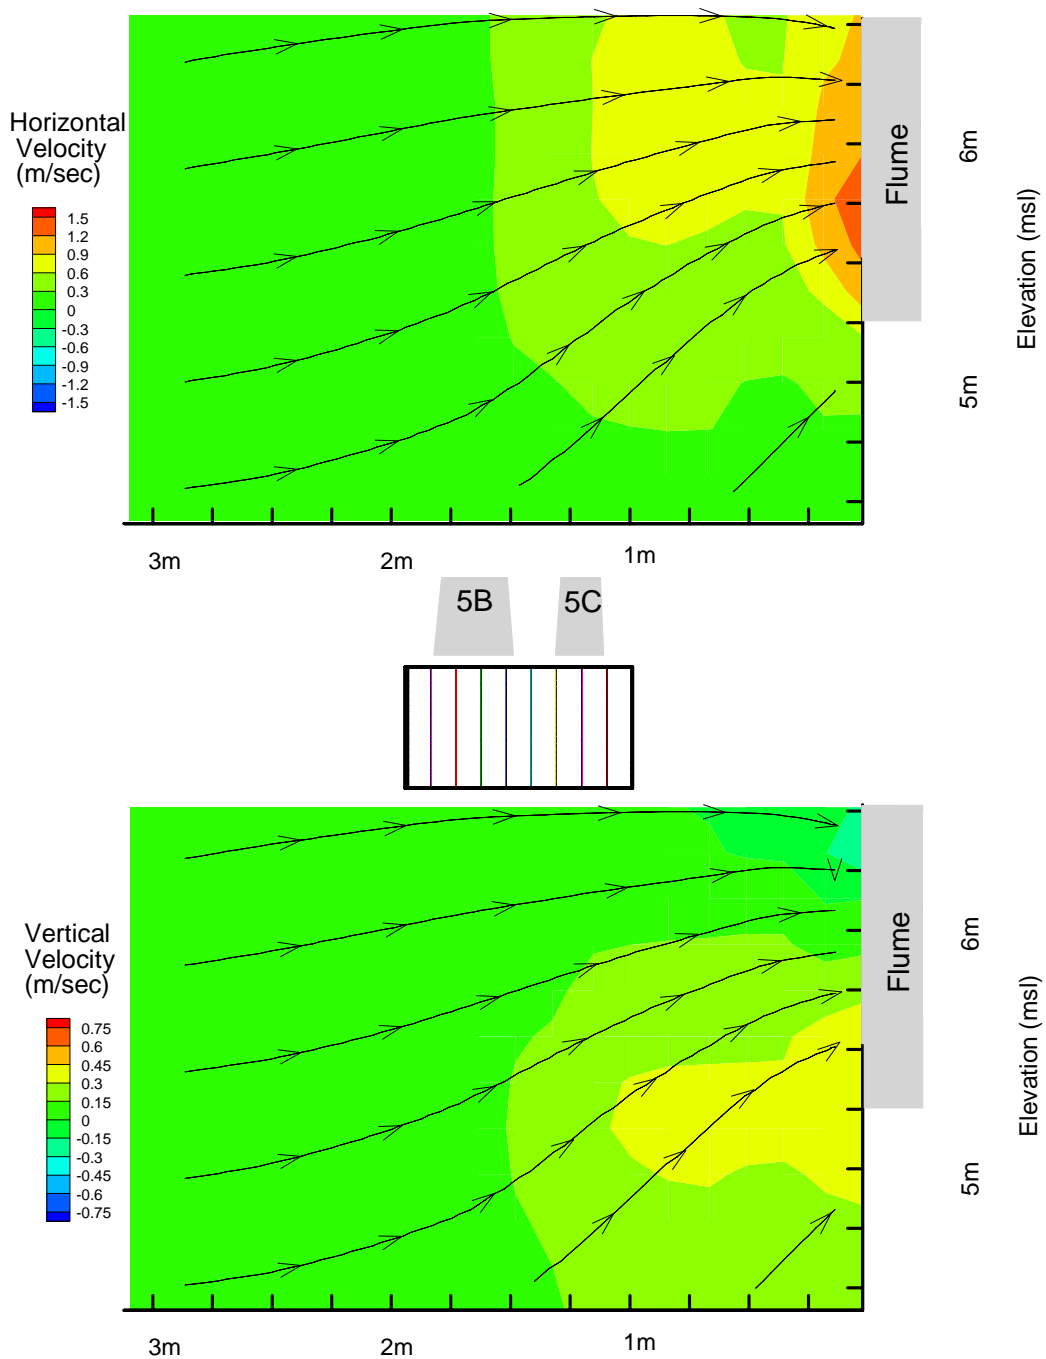 Horizontal
Velocity
(m/sec)
1.5
1.2
0.9
0.6
0.3
0
-0.3
-0.6
-0.9
-1.2
-1.5
Flume
6m
5m
Elevation (msl)
3m
2m
1m
5B
5C
Vertical
Velocity
(m/sec)
0.75
0.6
0.45
0.3
0.15
0
-0.15
-0.3
-0.45
-0.6
-0.75
Flume
6m
5m
Elevation (msl)
3m
2m
1m